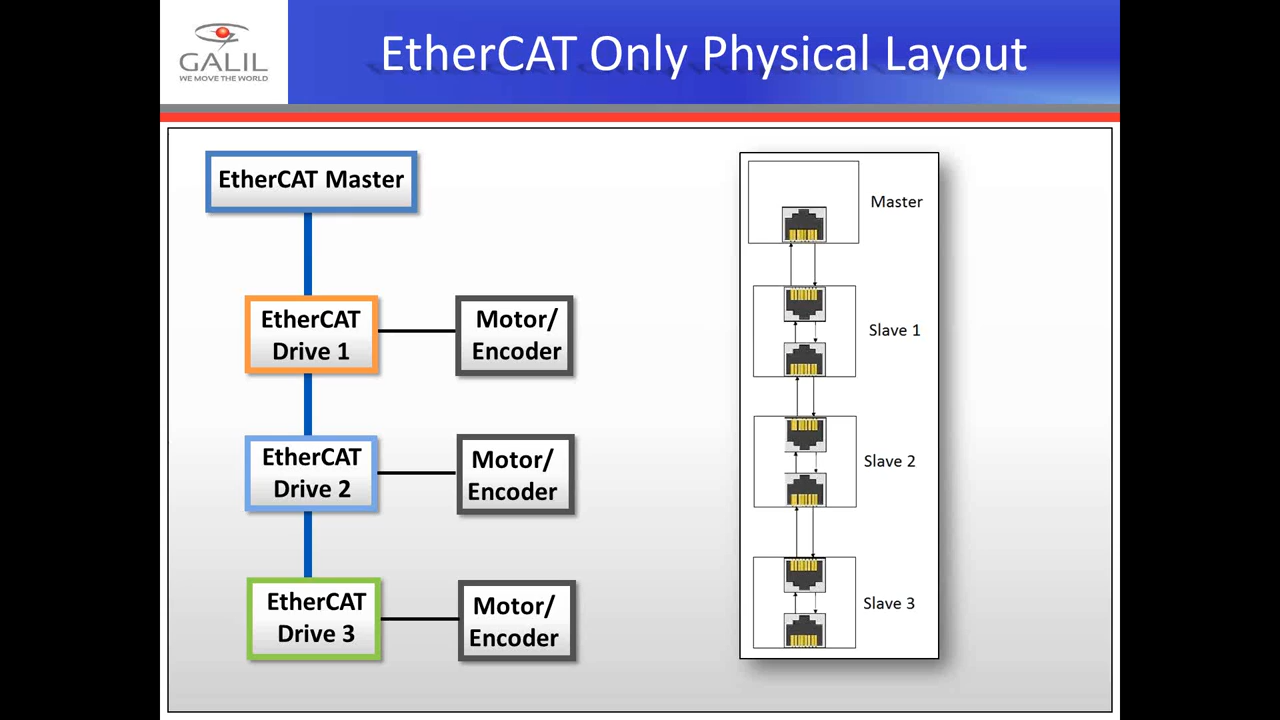 GALIL
WE MOVE THE WORLD
EtherCAT Only Physical Layout
EtherCAT Master
EtherCAT
Drive 1
Motor/
Encoder
EtherCAT
Drive 2
Motor/
Encoder
EtherCAT
Drive 3
Motor/
Encoder
Master
Slave 1
Slave 2
Slave 3